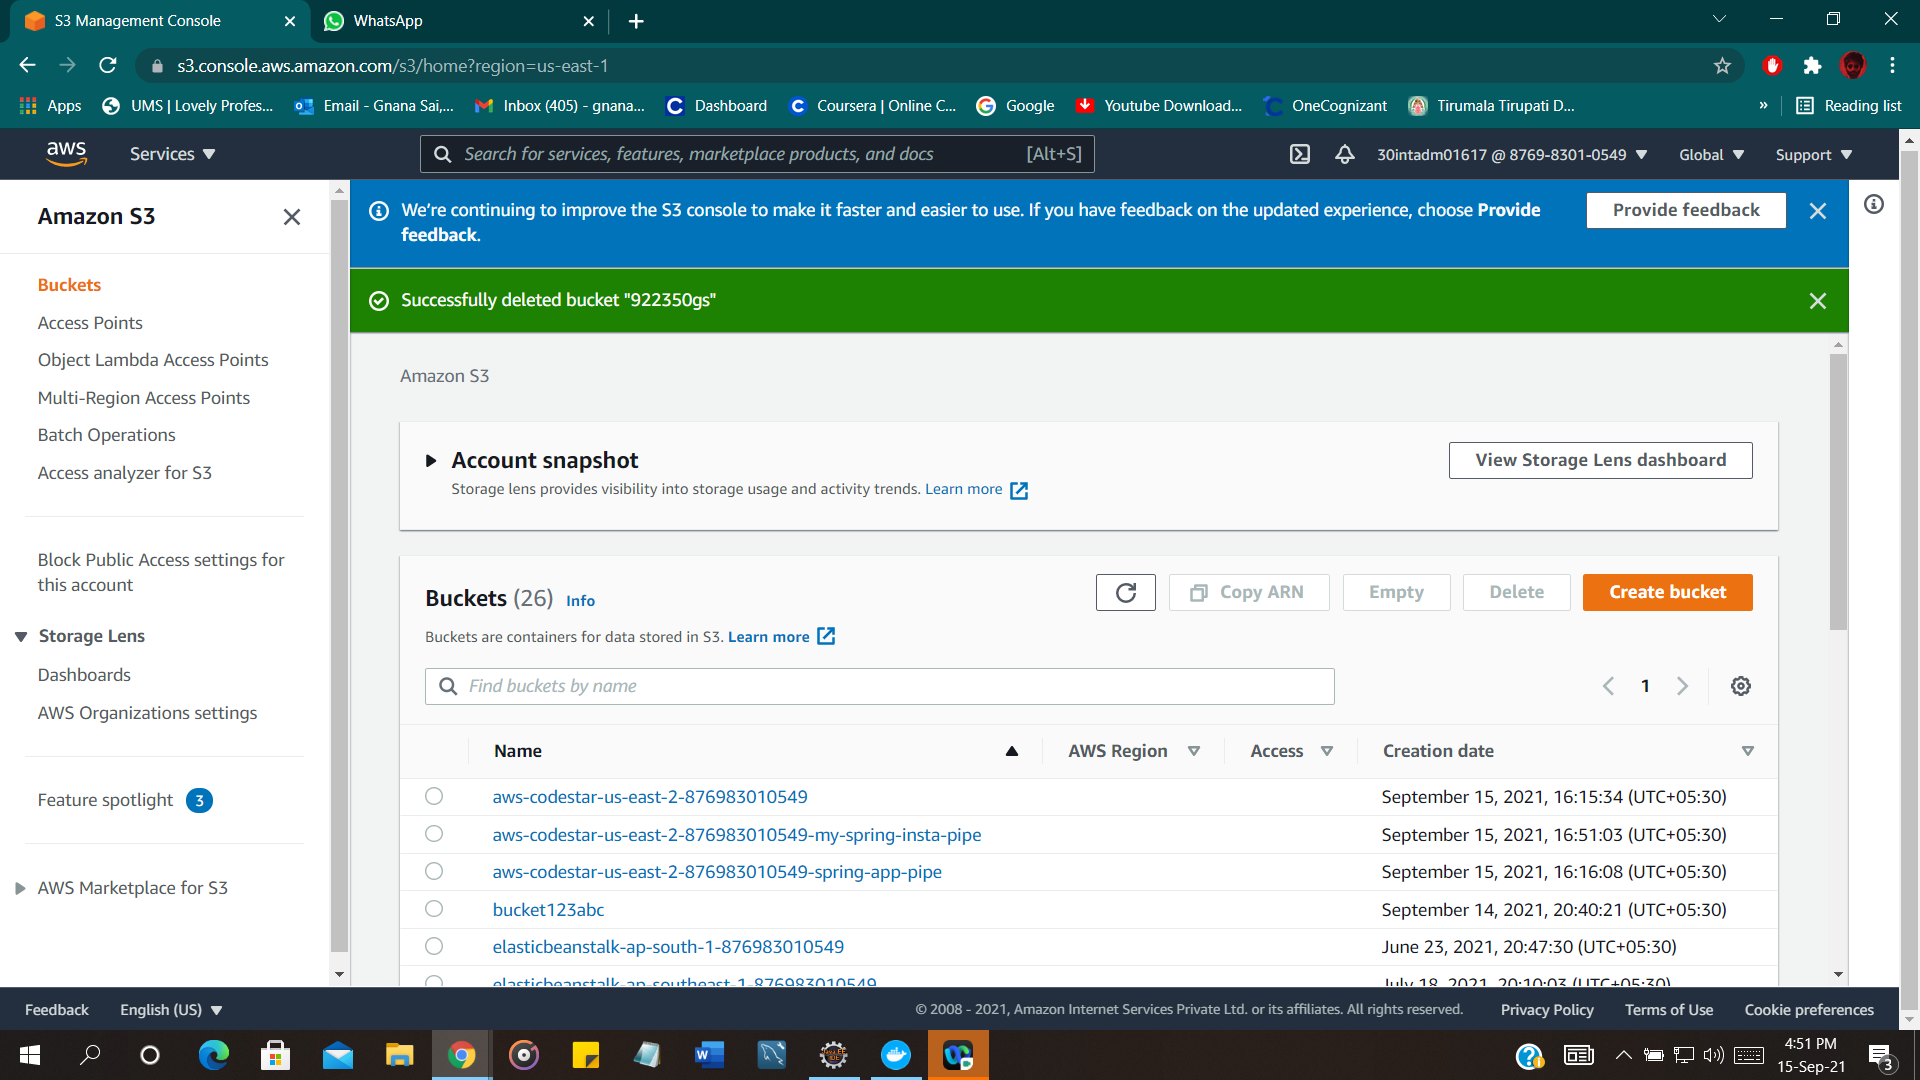 S3 Management Console
WhatsApp
s3.console.aws.amazon.com/s3/home?region=us-east-1
Apps
UMS | Lovely Profes...
Email - Gnana Sai,...
Inbox (405) - gnana...
Dashboard
Coursera | Online C...
Google
Youtube Download...
OneCognizant
Tirumala Tirupati D...
»
Reading list
aws
Services
Search for services, features, marketplace products, and docs
[Alt+S]
30intadm01617 @ 8769-8301-0549
Global
Support
Amazon S3
Buckets
Access Points
Object Lambda Access Points
Multi-Region Access Points
Batch Operations
Access analyzer for S3
Block Public Access settings for
this account
Storage Lens
Dashboards
AWS Organizations settings
Feature spotlight 3
AWS Marketplace for S3
We're continuing to improve the S3 console to make it faster and easier to use. If you have feedback on the updated experience, choose Provide
feedback.
Provide feedback
Successfully deleted bucket "922350gs"
Amazon S3
Account snapshot
Storage lens provides visibility into storage usage and activity trends. Learn more
View Storage Lens dashboard
Buckets (26) Info
Buckets are containers for data stored in S3. Learn more
Copy ARN
Empty
Delete
Create bucket
Find buckets by name
1
Name
AWS Region
Access
Creation date
aws-codestar-us-east-2-876983010549
September 15, 2021, 16:15:34 (UTC+05:30)
aws-codestar-us-east-2-876983010549-my-spring-insta-pipe
September 15, 2021, 16:51:03 (UTC+05:30)
aws-codestar-us-east-2-876983010549-spring-app-pipe
September 15, 2021, 16:16:08 (UTC+05:30)
bucket123abc
September 14, 2021, 20:40:21 (UTC+05:30)
elasticbeanstalk-ap-south-1-876983010549
June 23, 2021, 20:47:30 (UTC+05:30)
elasticbeanstalk-ap-southeast-1-876983010549
July 18, 2021, 20:10:03 (UTC+05:30)
Feedback
English (US)
© 2008 - 2021, Amazon Internet Services Private Ltd. or its affiliates. All rights reserved.
Privacy Policy
Terms of Use
Cookie preferences
4:51 PM
15-Sep-21
3